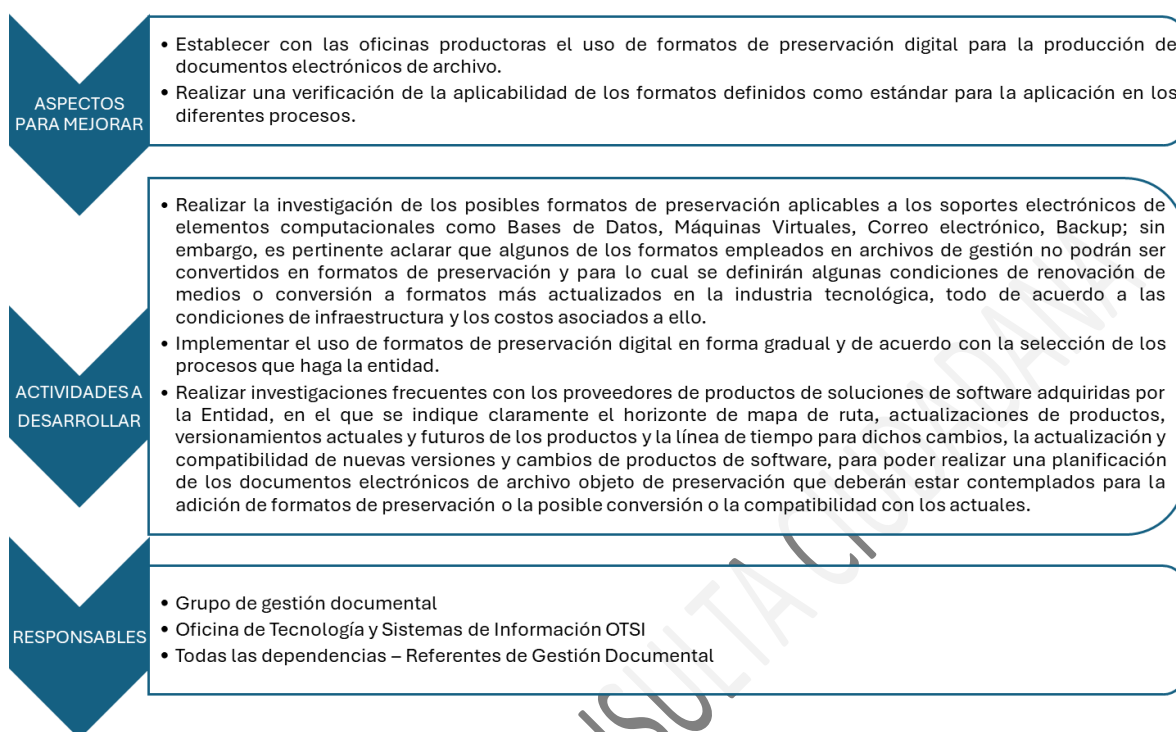 ASPECTOS
PARA MEJORAR
• Establecer con las oficinas productoras el uso de formatos de preservación digital para la producción de
documentos electrónicos de archivo.
• Realizar una verificación de la aplicabilidad de los formatos definidos como estándar para la aplicación en los
diferentes procesos.
ACTIVIDADES A
DESARROLLAR
• Realizar la investigación de los posibles formatos de preservación aplicables a los soportes electrónicos de
elementos computacionales como Bases de Datos, Máquinas Virtuales, Correo electrónico, Backup; sin
embargo, es pertinente aclarar que algunos de los formatos empleados en archivos de gestión no podrán ser
convertidos en formatos de preservación y para lo cual se definirán algunas condiciones de renovación de
medios o conversión a formatos más actualizados en la industria tecnológica, todo de acuerdo a las
condiciones de infraestructura y los costos asociados a ello.
• Implementar el uso de formatos de preservación digital en forma gradual y de acuerdo con la selección de los
procesos que haga la entidad.
• Realizar investigaciones frecuentes con los proveedores de productos de soluciones de software adquiridas por
la Entidad, en el que se indique claramente el horizonte de mapa de ruta, actualizaciones de productos,
versionamientos actuales y futuros de los productos y la línea de tiempo para dichos cambios, la actualización y
compatibilidad de nuevas versiones y cambios de productos de software, para poder realizar una planificación
de los documentos electrónicos de archivo objeto de preservación que deberán estar contemplados para la
adición de formatos de preservación o la posible conversión o la compatibilidad con los actuales.
RESPONSABLES
• Grupo de gestión documental
• Oficina de Tecnología y Sistemas de Información OTSI
• Todas las dependencias – Referentes de Gestión Documental
NSULTA CIUDADANA